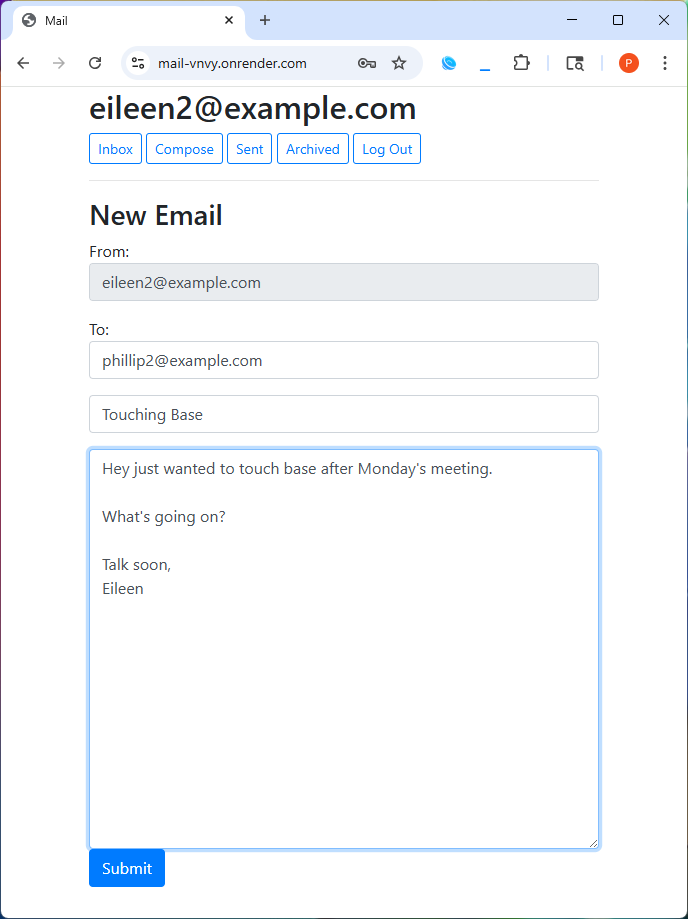 Mail
mail-vnvy.onrender.com
P
eileen2@example.com
Inbox
Compose
Sent
Archived
Log Out
New Email
From:
eileen2@example.com
To:
phillip2@example.com
Touching Base
Hey just wanted to touch base after Monday's meeting.
What's going on?
Talk soon,
Eileen
Submit